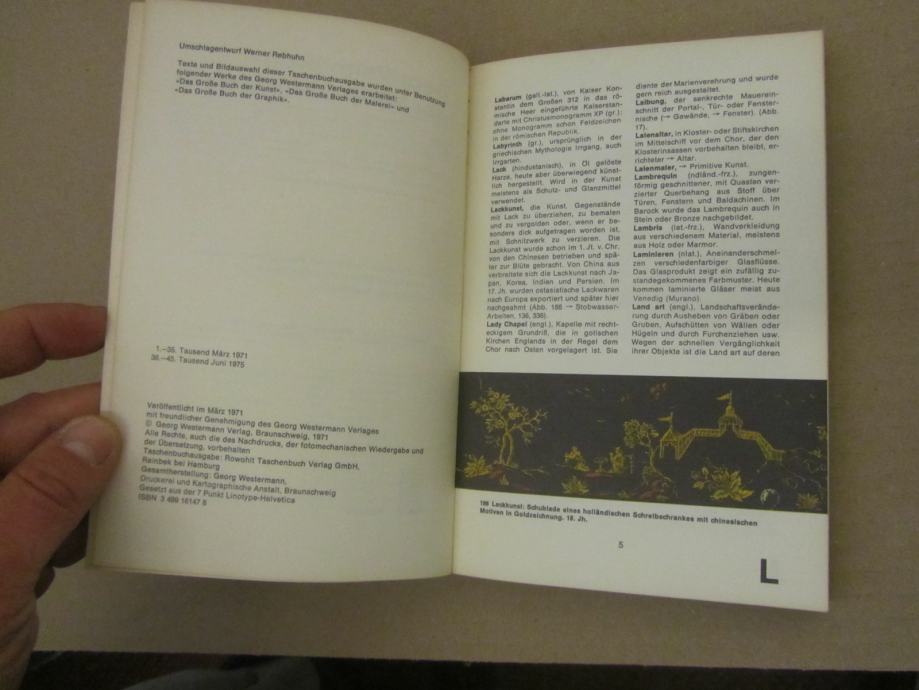 Umschlagentwurf Werner Rebhuhn
Texte und Bildauswahl dieser Taschenbuchausgabe wurden unter Benutzung
folgender Werke des Georg Westermann Verlages erarbeitet:
»Das Große Buch der Kunst«, »Das Große Buch der Malerei« und
»Das Große Buch der Graphik«.
1.–35. Tausend März 1971
36.–45. Tausend Juni 1975
Veröffentlicht im März 1971
mit freundlicher Genehmigung des Georg Westermann Verlages
© Georg Westermann Verlag, Braunschweig, 1971
Alle Rechte, auch die des Nachdrucks, der fotomechanischen Wiedergabe und
der Übersetzung, vorbehalten
Taschenbuchausgabe: Rowohlt Taschenbuch Verlag GmbH,
Reinbek bei Hamburg
Gesamtherstellung: Georg Westermann,
Druckerei und Kartographische Anstalt, Braunschweig
Gesetzt aus der 7 Punkt Linotype-Helvetica
ISBN 3 499 16147 8
Labarum (gall.-lat.), von Kaiser Kon-
stantin dem Großen 312 in das rö-
mische Heer eingeführte Kaiserstan-
darte mit Christusmonogramm XP (gr.);
ohne Monogramm schon Feldzeichen
in der römischen Republik.
Labyrinth (gr.), ursprünglich in der
griechischen Mythologie Irrgang, auch
Irrgarten.
Lack (hindustanisch), in Öl gelöste
Harze, heute aber überwiegend künst-
lich hergestellt. Wird in der Kunst
meistens als Schutz- und Glanzmittel
verwendet.
Lackkunst, die Kunst, Gegenstände
mit Lack zu überziehen, zu bemalen
und zu vergolden oder, wenn er be-
sonders dick aufgetragen worden ist,
mit Schnitzwerk zu verzieren. Die
Lackkunst wurde schon im 1. Jt. v. Chr.
von den Chinesen betrieben und spä-
ter zur Blüte gebracht. Von China aus
verbreitete sich die Lackkunst nach Ja-
pan, Korea, Indien und Persien. Im
17. Jh. wurden ostasiatische Lackwaren
nach Europa exportiert und später hier
nachgeahmt (Abb. 186 → Stobwasser-
Arbeiten, 136, 336).
Lady Chapel (engl.), Kapelle mit recht-
eckigem Grundriß, die in gotischen
Kirchen Englands in der Regel dem
Chor nach Osten vorgelagert ist. Sie
diente der Marienverehrung und wurde
gern reich ausgestaltet.
Laibung, der senkrechte Mauerein-
schnitt der Portal-, Tür- oder Fenster-
nische (→ Gewände, → Fenster). (Abb.
17).
Laienaltar, in Kloster- oder Stiftskirchen
im Mittelschiff vor dem Chor, der den
Klosterinsassen vorbehalten bleibt, er-
richteter → Altar.
Laienmaler, → Primitive Kunst.
Lambrequin (ndländ.-frz.), zungen-
förmig geschnittener, mit Quasten ver-
zierter Querbehang aus Stoff über
Türen, Fenstern und Baldachinen. Im
Barock wurde das Lambrequin auch in
Stein oder Bronze nachgebildet.
Lambris (lat.-frz.), Wandverkleidung
aus verschiedenem Material, meistens
aus Holz oder Marmor.
Laminieren (nlat.), Aneinanderschmel-
zen verschiedenfarbiger Glasflüsse.
Das Glasprodukt zeigt ein zufällig zu-
standegekommenes Farbmuster. Heute
kommen laminierte Gläser meist aus
Venedig (Murano).
Land art (engl.), Landschaftsverände-
rung durch Ausheben von Gräben oder
Gruben, Aufschütten von Wällen oder
Hügeln und durch Furchenziehen usw.
Wegen der schnellen Vergänglichkeit
ihrer Objekte ist die Land art auf deren
186 Lackkunst: Schublade eines holländischen Schreibschrankes mit chinesischen
Motiven in Goldzeichnung. 18. Jh.
5
L